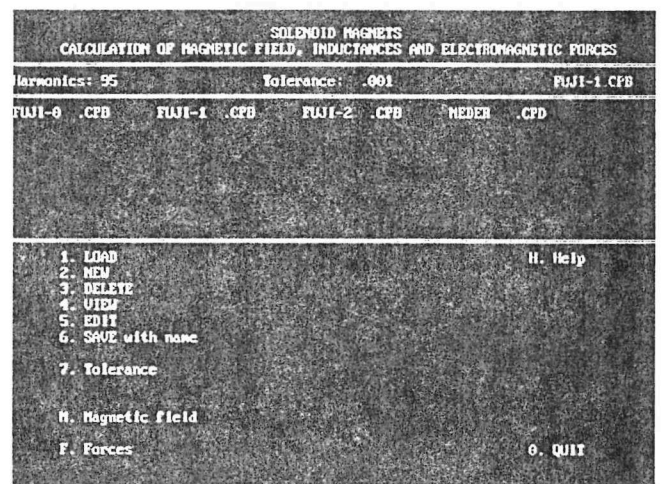 SOLENOID MAGNETS
CALCULATION OF MAGNETIC FIELD, INDUCTANCES AND ELECTROMAGNETIC FORCES
Harmonics: 95 Tolerance: .001 FUJI-1.CPB
FUJI-0 .CPB FUJI-1 .CPB FUJI-2 .CPB MEDER .CPD
1. LOAD H. Help
2. NEW
3. DELETE
4. VIEW
5. EDIT
6. SAVE with name
7. Tolerance
M. Magnetic field
F. Forces 0. QUIT